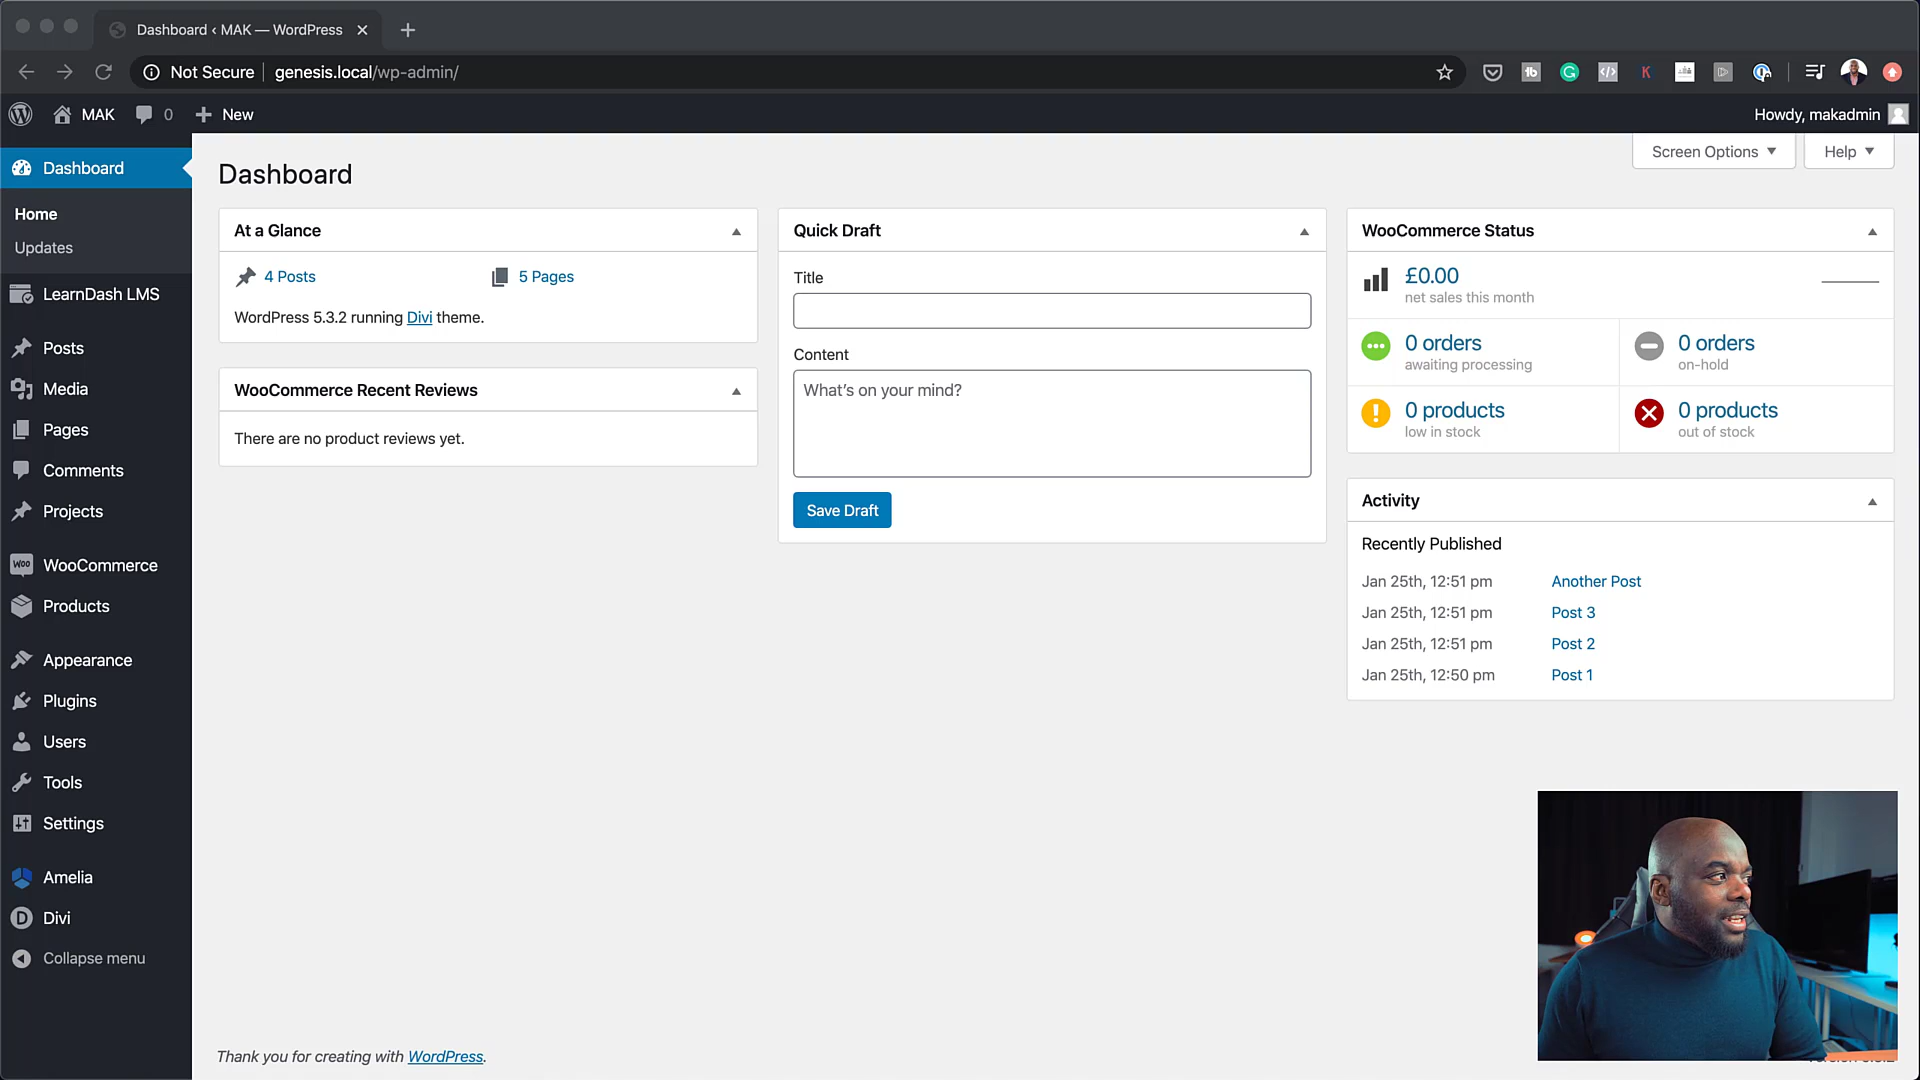 Dashboard ‹ MAK — WordPress
Not Secure genesis.local/wp-admin/
MAK 0 New
Howdy, makadmin
Screen Options
Help
Dashboard
Home
Updates
LearnDash LMS
Posts
Media
Pages
Comments
Projects
WooCommerce
Products
Appearance
Plugins
Users
Tools
Settings
Amelia
Divi
Collapse menu
Dashboard
At a Glance
4 Posts
5 Pages
WordPress 5.3.2 running Divi theme.
WooCommerce Recent Reviews
There are no product reviews yet.
Quick Draft
Title
Content
What's on your mind?
Save Draft
WooCommerce Status
£0.00
net sales this month
0 orders
awaiting processing
0 orders
on-hold
0 products
low in stock
0 products
out of stock
Activity
Recently Published
Jan 25th, 12:51 pm Another Post
Jan 25th, 12:51 pm Post 3
Jan 25th, 12:51 pm Post 2
Jan 25th, 12:50 pm Post 1
Thank you for creating with WordPress.